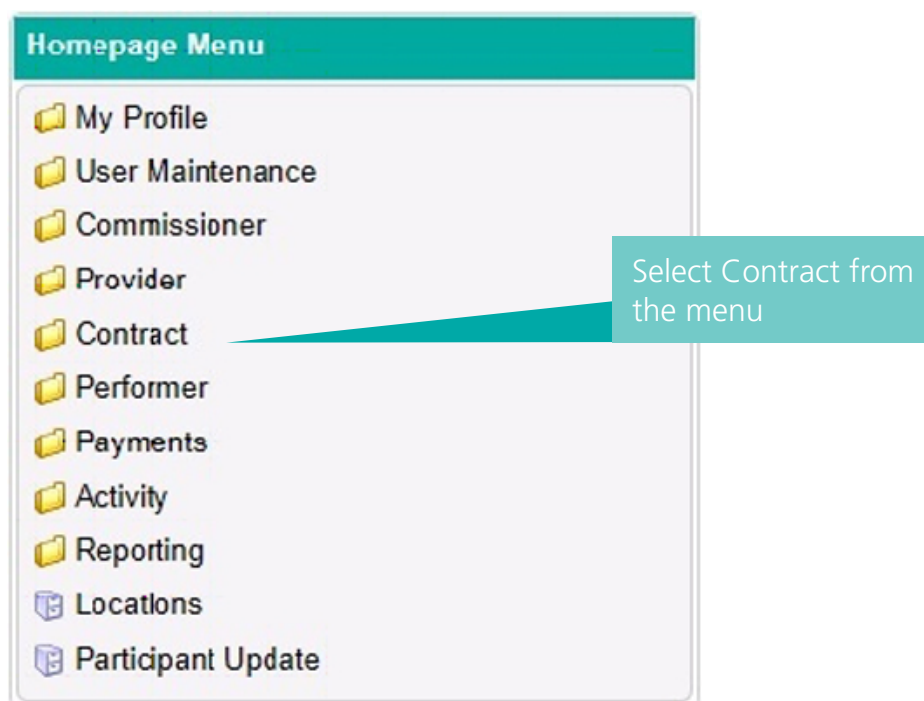 Homepage Menu
My Profile
User Maintenance
Commissioner
Provider
Contract
Select Contract from
the menu
Performer
Payments
Activity
Reporting
Locations
Participant Update